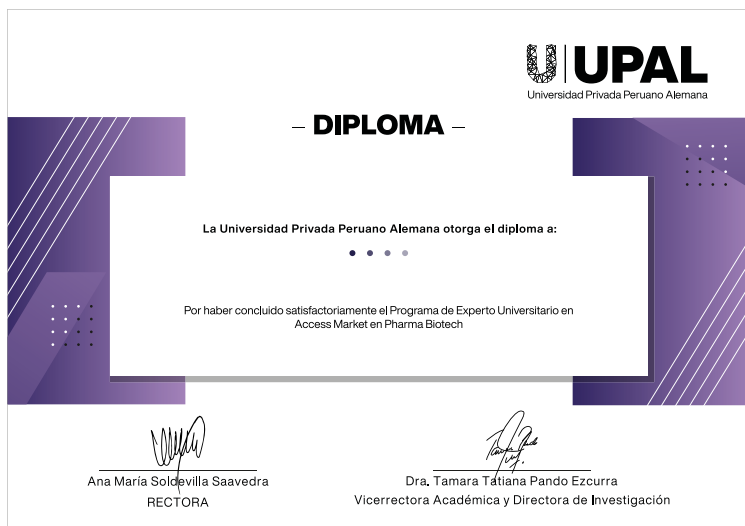 UPAL
Universidad Privada Peruano Alemana
– DIPLOMA –
La Universidad Privada Peruano Alemana otorga el diploma a:
Por haber concluido satisfactoriamente el Programa de Experto Universitario en
Access Market en Pharma Biotech
Ana María Soldevilla Saavedra
RECTORA
Dra. Tamara Tatiana Pando Ezcurra
Vicerrectora Académica y Directora de Investigación